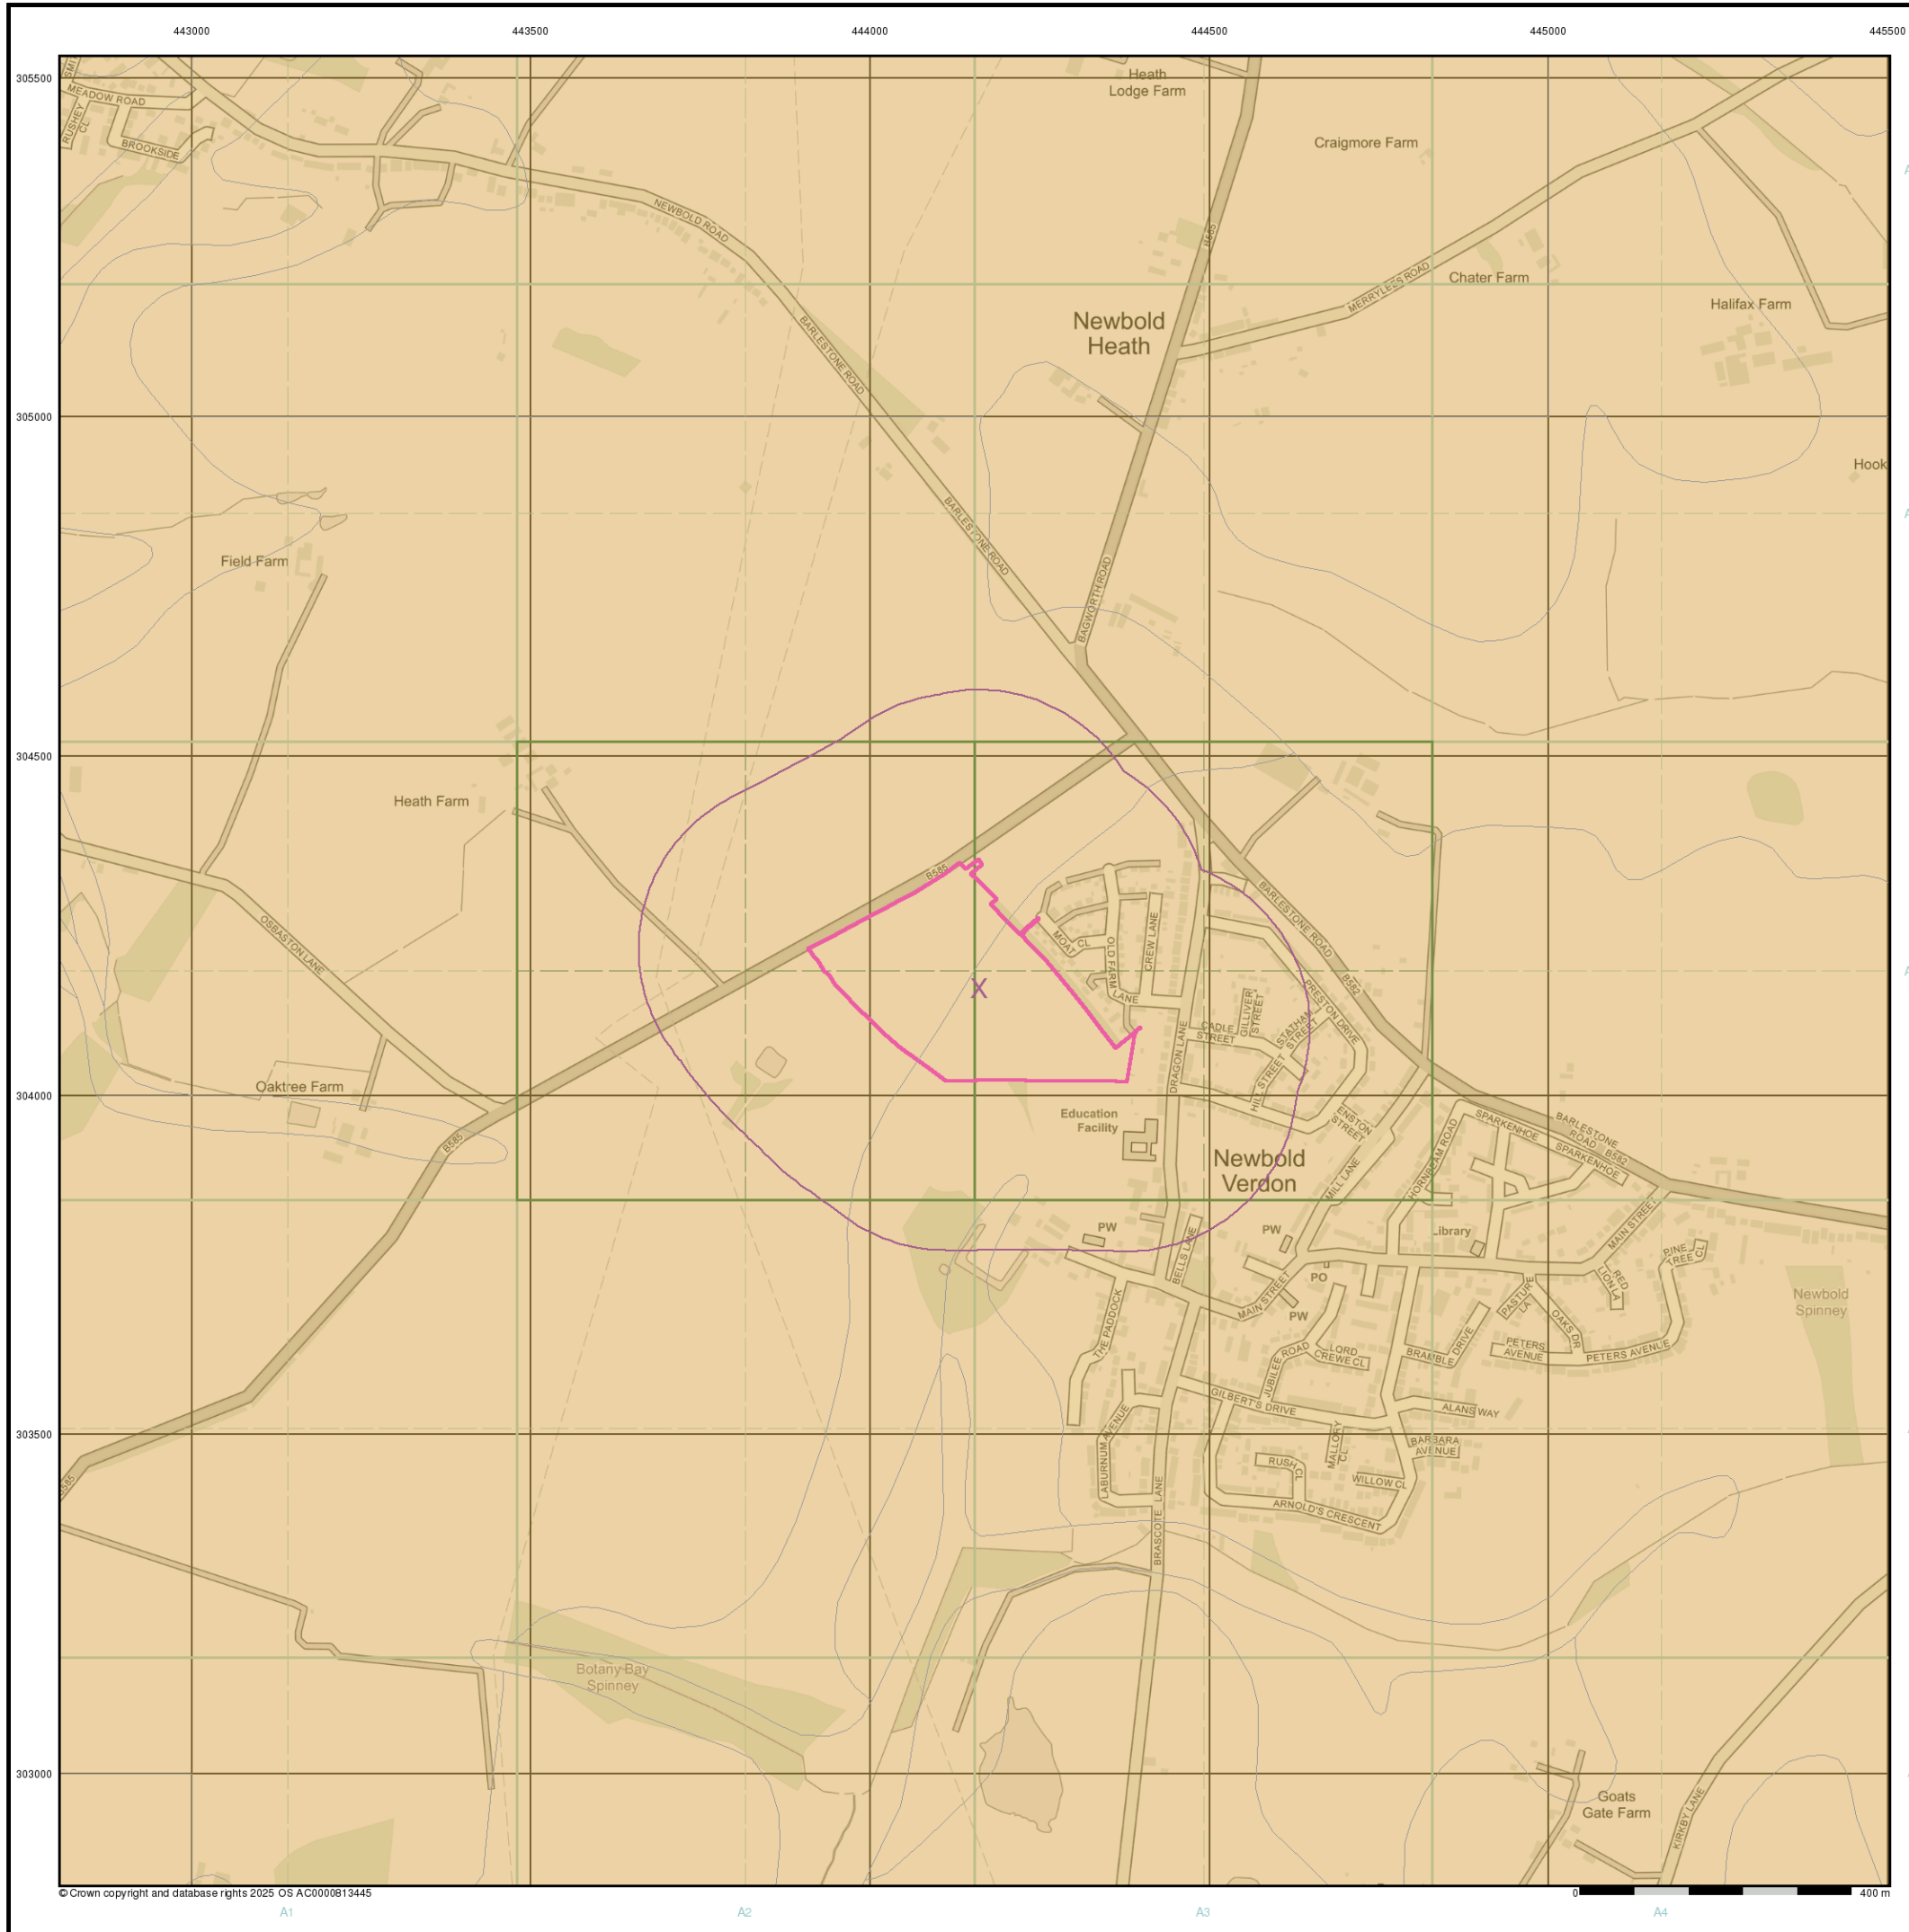 443000 443500 444000 444500 445000 445500
305500
305000
304500
304000
303500
303000
MEADOW ROAD
RUSHEY
CL
BROOKSIDE
NEWBOLD ROAD
Heath
Lodge Farm
Craigmore Farm
B585
MERRYLEES ROAD
Chater Farm
Halifax Farm
Newbold
Heath
BARLESTONE ROAD
BARLESTONE ROAD
Hook
Field Farm
BAGWORTH ROAD
Heath Farm
B585
OSBASTON LANE
MOAT CL
OLD FARM
LANE
CREW LANE
BARLESTONE ROAD
B582
X
PRESTON DRIVE
GILLIVER
STREET
CADLE
STREET
STATHAM
STREET
HILL STREET
DRAGON LANE
Oaktree Farm
B585
Education
Facility
ENSTON
STREET
MILL LANE
HORNBEAM ROAD
SPARKENHOE
BARLESTONE
ROAD
B582
SPARKENHOE
Newbold
Verdon
PW
BELLS LANE
PW
Library
MAIN STREET
PINE
TREE CL
PO
MAIN STREET
PW
RED
LION LA
PASTURE
LA
OAKS DR
Newbold
Spinney
THE PADDOCK
JUBILEE ROAD
LORD
CREWE CL
BRAMBLE
DRIVE
PETERS
AVENUE
PETERS AVENUE
GILBERT'S DRIVE
ALANS WAY
LABURNUM AVENUE
MALLORY
CL
BARBARA
AVENUE
RUSH CL
WILLOW CL
ARNOLD'S CRESCENT
B585
BRASCOTE LANE
Botany Bay
Spinney
Goats
Gate Farm
KIRKBY LANE
© Crown copyright and database rights 2025 OS AC0000813445
0 400 m
A1 A2 A3 A4